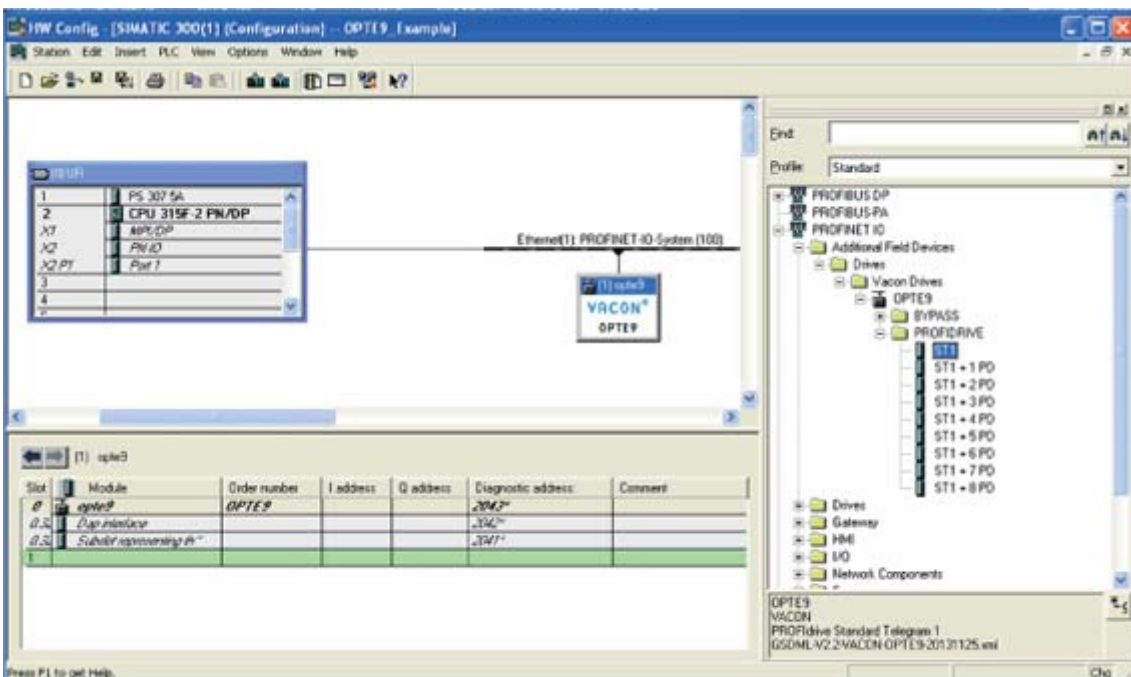 HW Config - [SIMATIC 300(1) (Configuration) -- OPTE9_Example]
Station Edit Insert PLC View Options Window Help
Find:
Profile: Standard
(0) UR
1 PS 307 5A
2 CPU 315F-2 PN/DP
X1 MPI/DP
X2 PN-IO
X2 P1 Port 1
3
4
Ethernet(1): PROFINET-IO-System (100)
(1) opte9
VACON
OPTE9
PROFIBUS DP
PROFIBUS-PA
PROFINET IO
Additional Field Devices
Drives
Vacon Drives
OPTE9
BYPASS
PROFIDRIVE
ST1
ST1 + 1 PD
ST1 + 2 PD
ST1 + 3 PD
ST1 + 4 PD
ST1 + 5 PD
ST1 + 6 PD
ST1 + 7 PD
ST1 + 8 PD
Drives
Gateway
HMI
I/O
Network Components
(1) opte9
Slot Module Order number I address Q address Diagnostic address: Comment
0 opte9 OPTE9 2043*
Dap interface 2042*
Subslot representing th" 2041*
1
OPTE9
VACON
PROFIdrive Standard Telegram 1
GSDML-V2.2-VACON-OPTE9-20131125.xml
Press F1 to get Help.
Chg